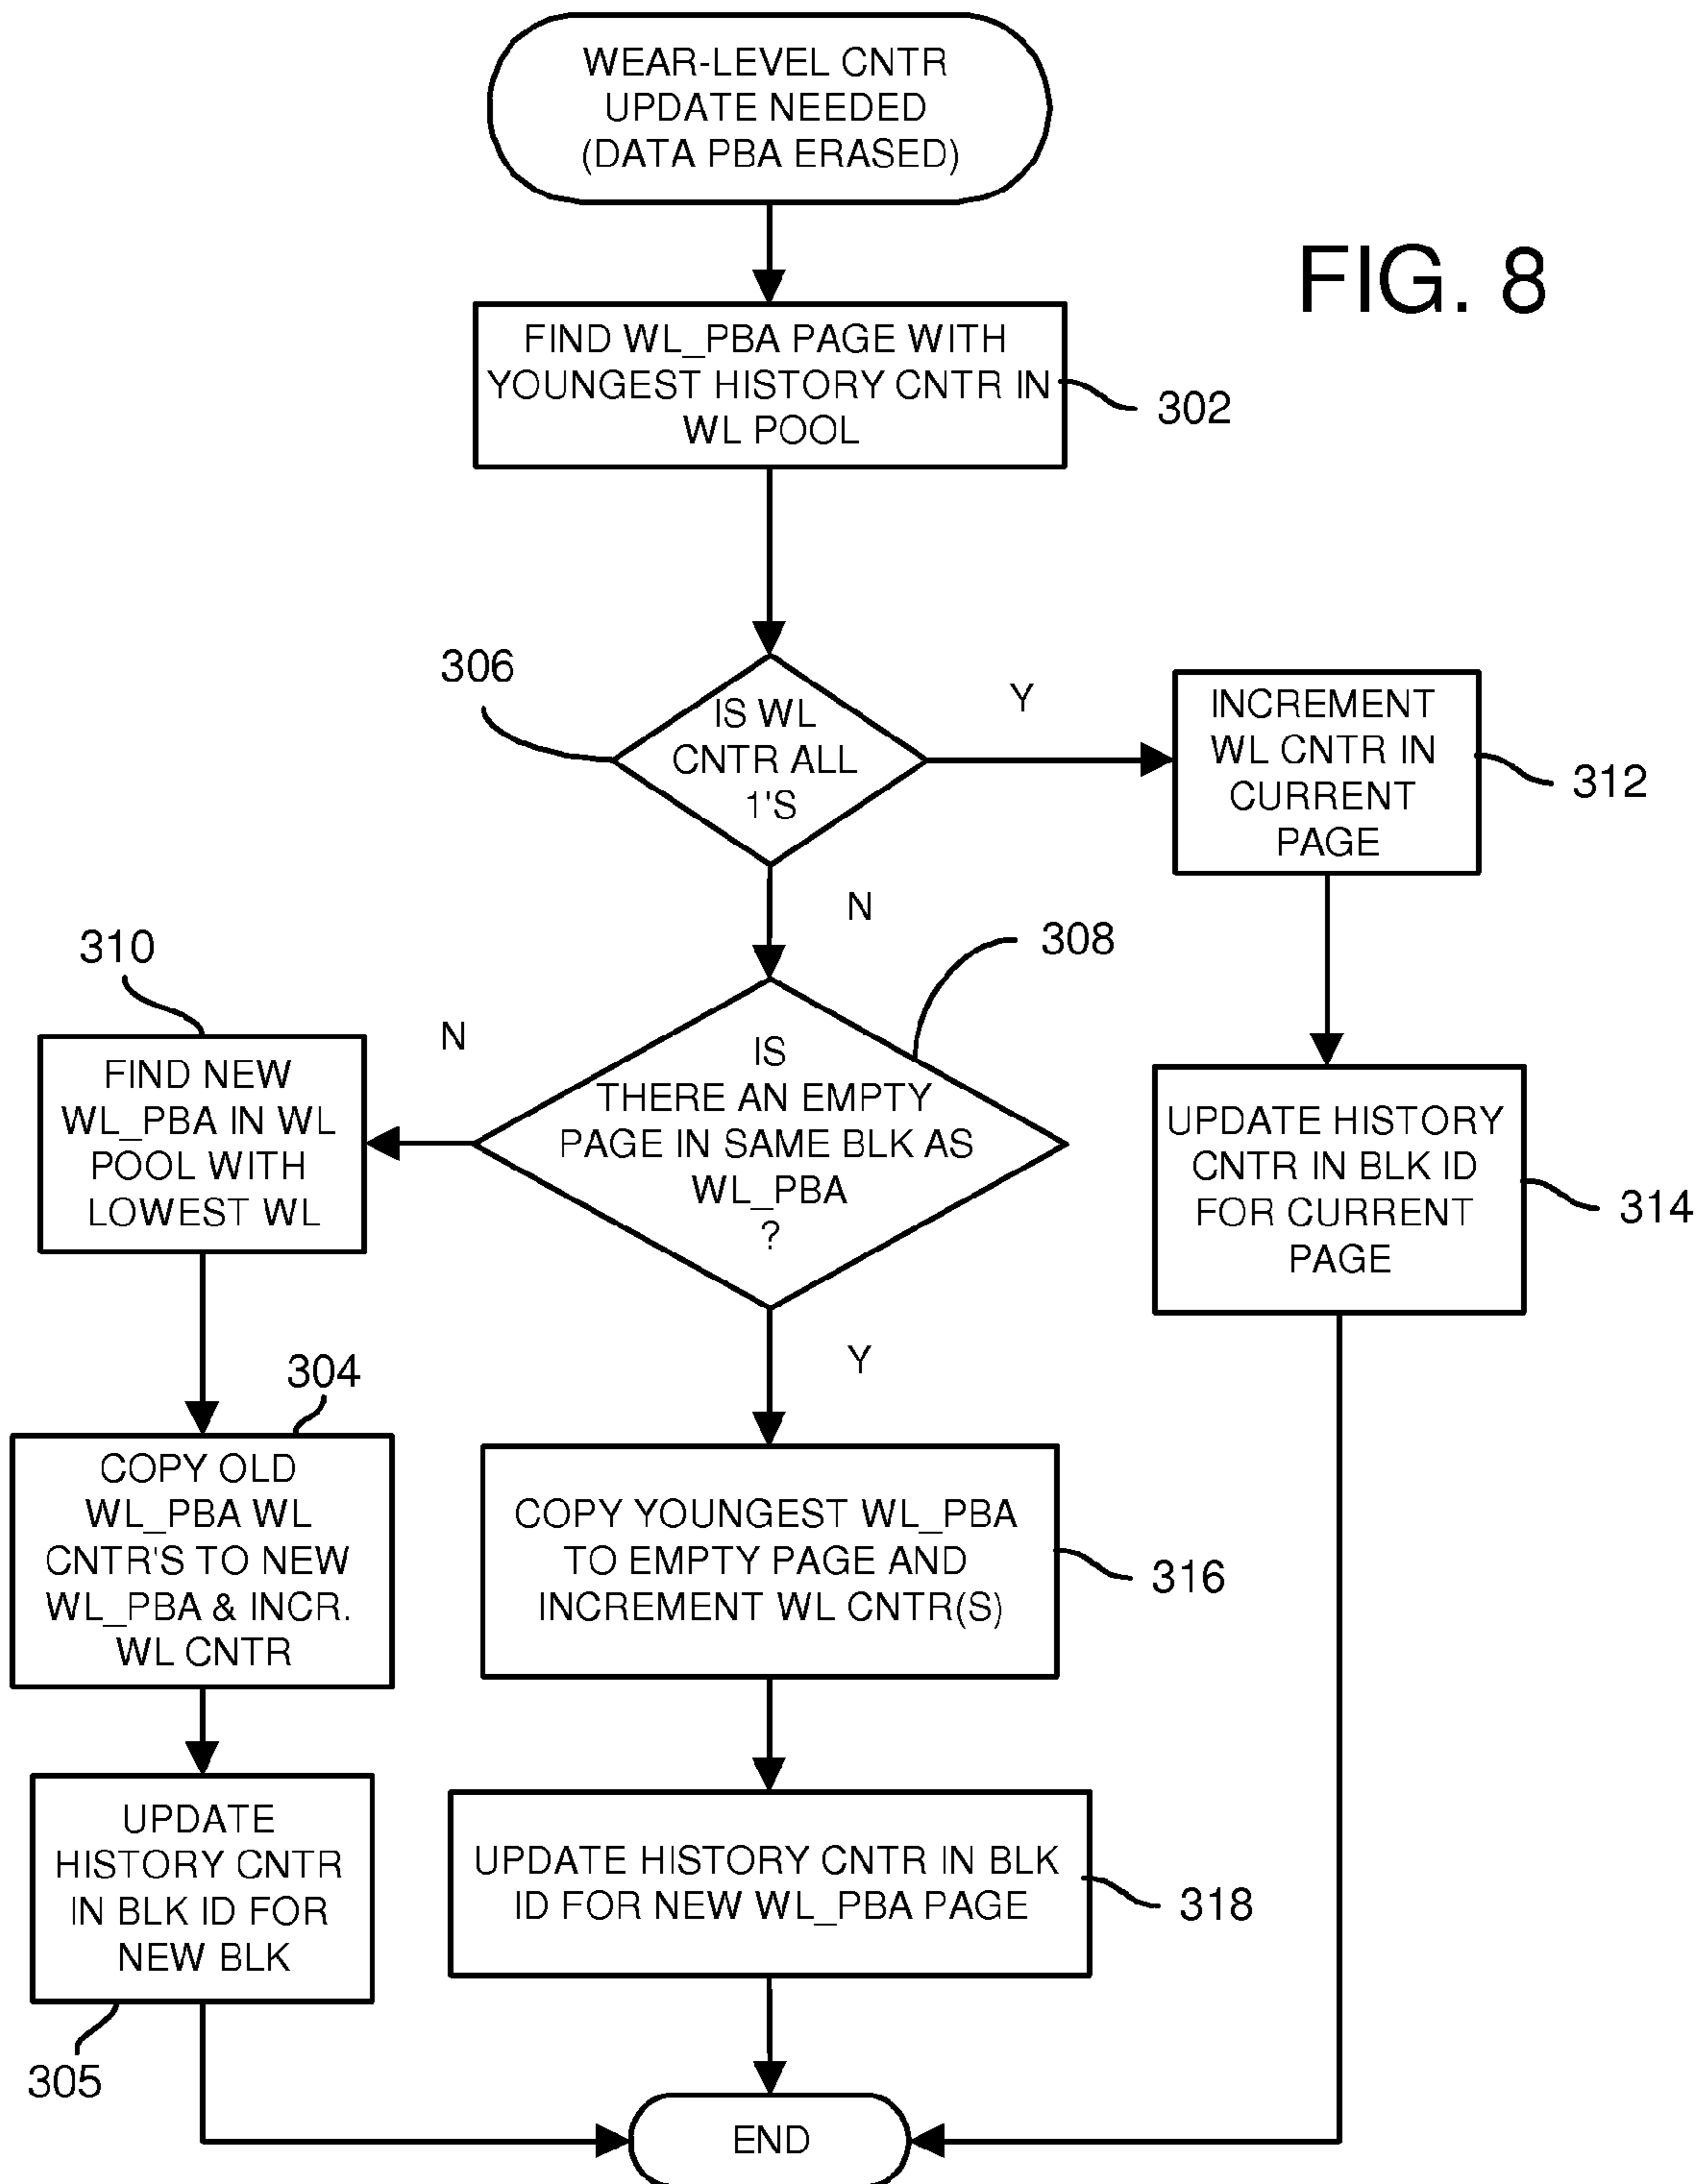 WEAR-LEVEL CNTR
UPDATE NEEDED
(DATA PBA ERASED)
FIG. 8
FIND WL_PBA PAGE WITH
YOUNGEST HISTORY CNTR IN
WL POOL
302
306
IS WL
CNTR ALL
1'S
Y
INCREMENT
WL CNTR IN
CURRENT
PAGE
312
N
308
310
N
FIND NEW
WL_PBA IN WL
POOL WITH
LOWEST WL
IS
THERE AN EMPTY
PAGE IN SAME BLK AS
WL_PBA
?
UPDATE HISTORY
CNTR IN BLK ID
FOR CURRENT
PAGE
314
Y
304
COPY OLD
WL_PBA WL
CNTR'S TO NEW
WL_PBA & INCR.
WL CNTR
COPY YOUNGEST WL_PBA
TO EMPTY PAGE AND
INCREMENT WL CNTR(S)
316
UPDATE
HISTORY CNTR
IN BLK ID FOR
NEW BLK
305
UPDATE HISTORY CNTR IN BLK
ID FOR NEW WL_PBA PAGE
318
END